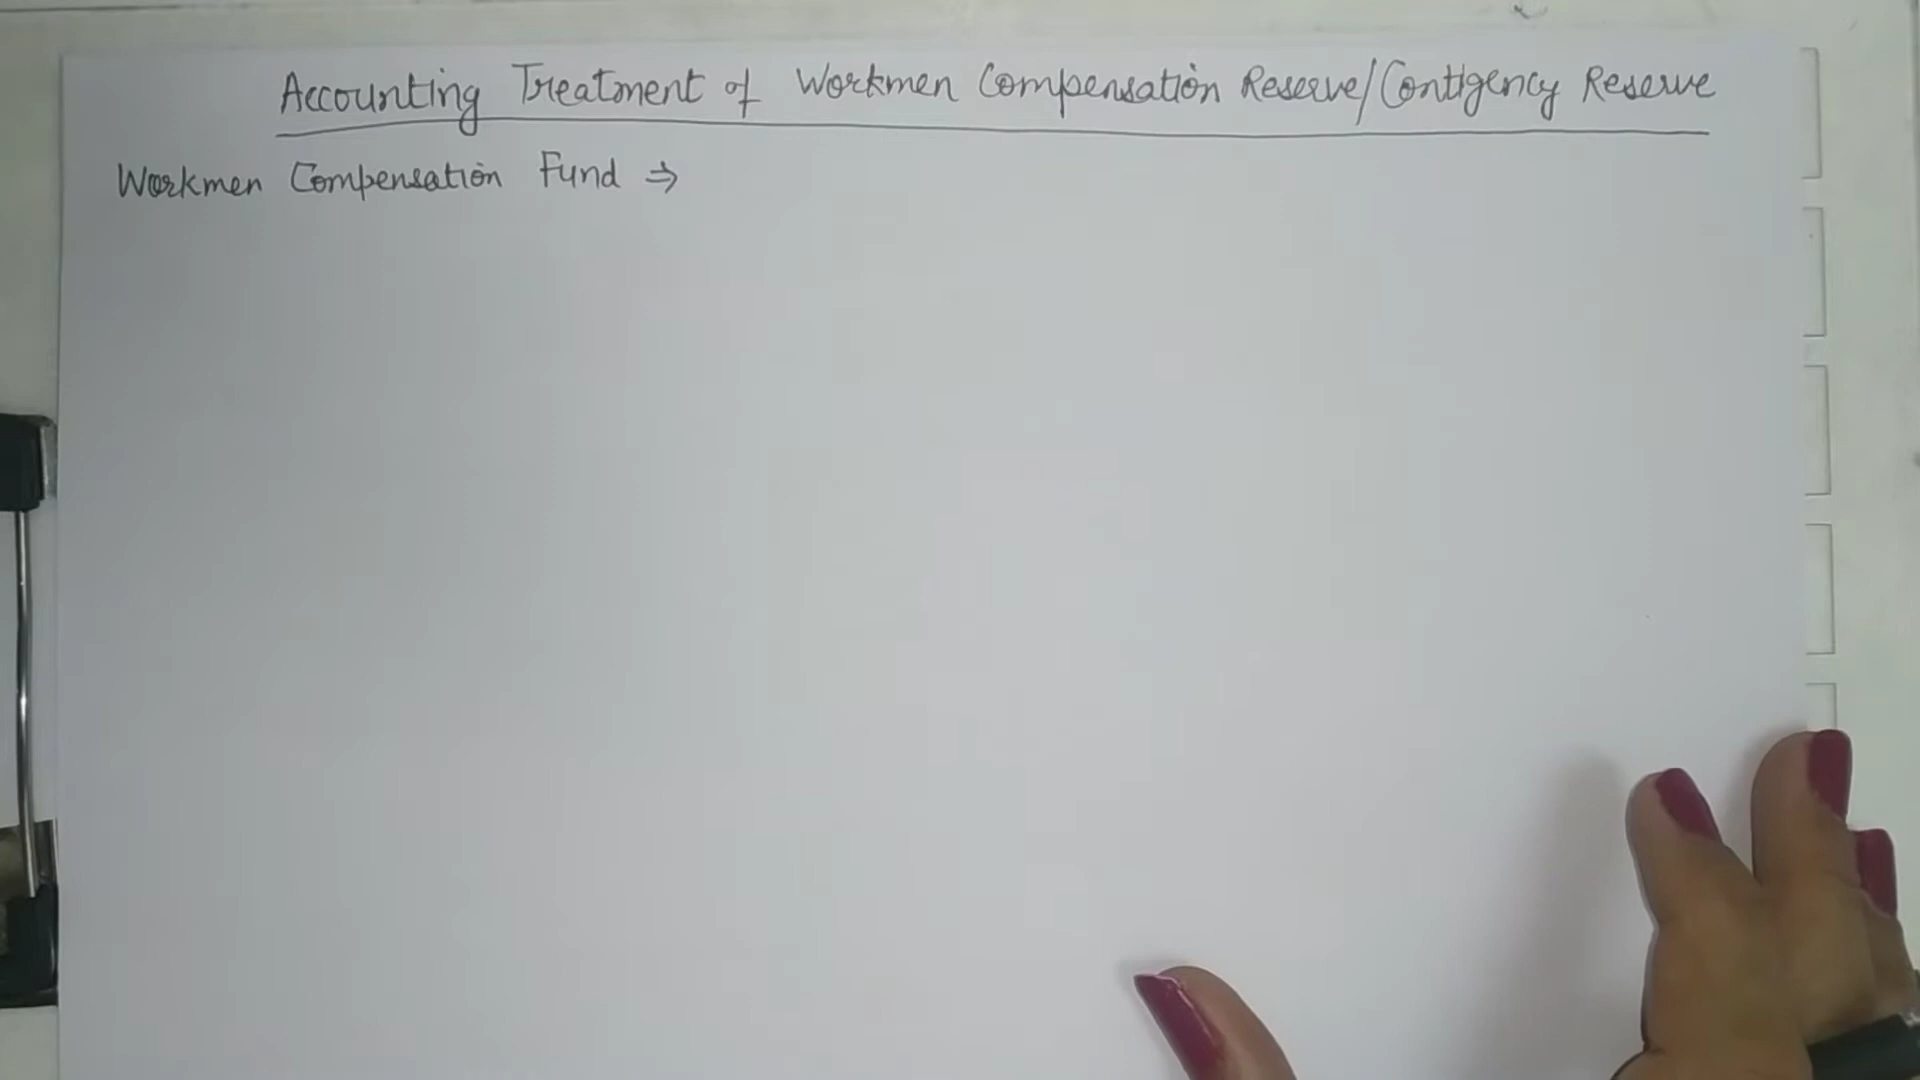 Accounting Treatment of Workmen Compensation Reserve/Contigency Reserve
Workmen Compensation Fund ⇒